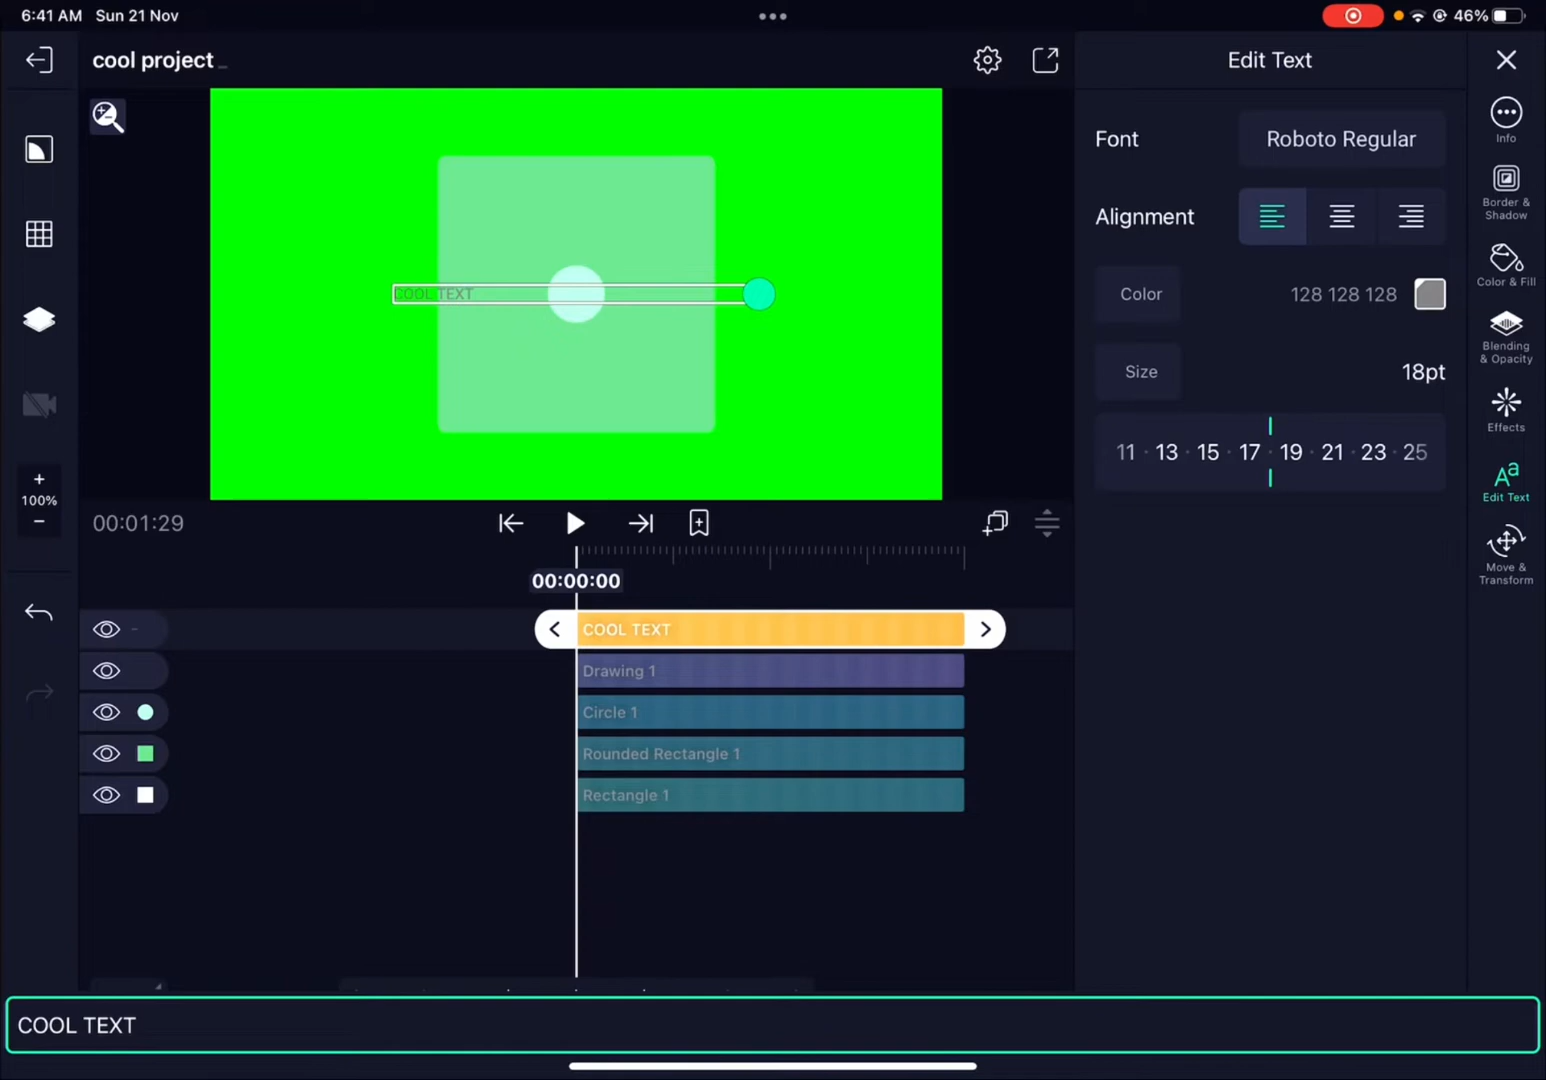 6:41 AM Sun 21 Nov
46%
cool project
Edit Text
Font
Roboto Regular
Alignment
Color
128 128 128
Size
18pt
11 · 13 · 15 · 17 · 19 · 21 · 23 · 25
Info
Border &
Shadow
Color & Fill
Blending
& Opacity
Effects
Aa
Edit Text
Move &
Transform
COOL TEXT
+
100%
−
00:01:29
00:00:00
COOL TEXT
Drawing 1
Circle 1
Rounded Rectangle 1
Rectangle 1
COOL TEXT